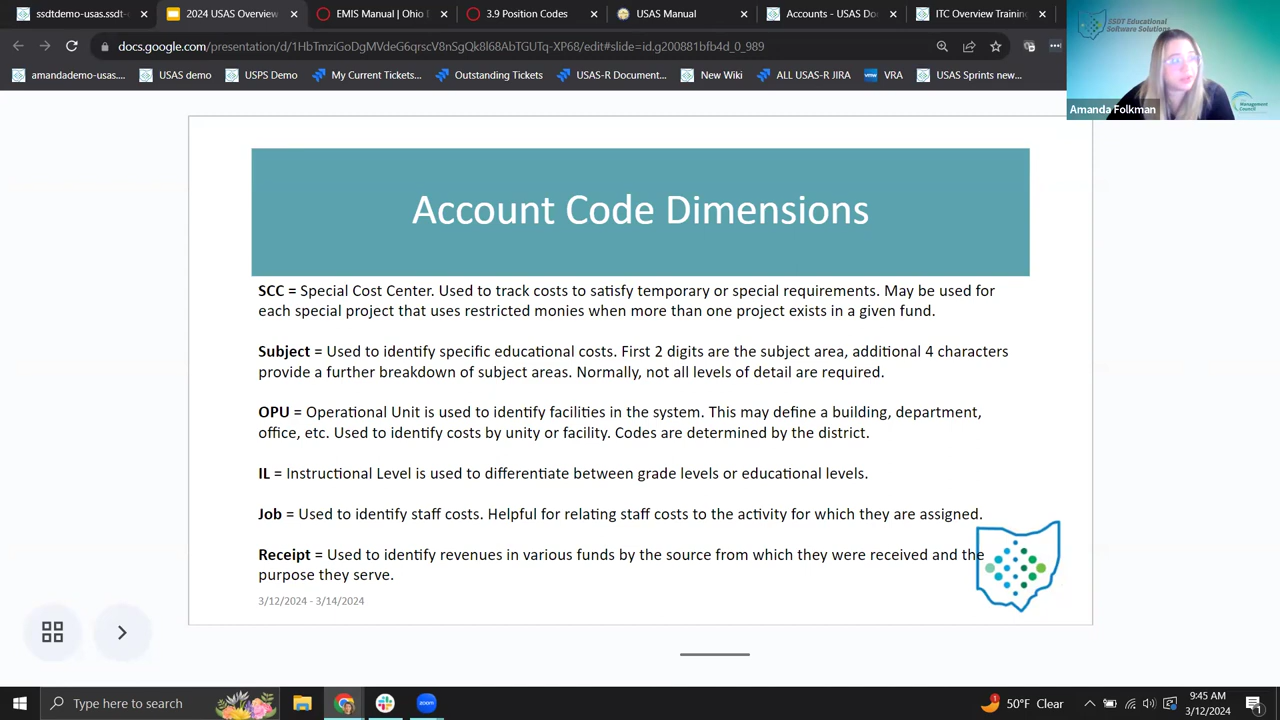 ssdtdemo-usas.ssdt-
2024 USAS Overview
EMIS Manual | Ohio
3.9 Position Codes
USAS Manual
Accounts - USAS Do
ITC Overview Training
docs.google.com/presentation/d/1HbTmziGoDgMVdeG6qrscV8nSgQk8l68AbTGUTq-XP68/edit#slide=id.g200881bfb4d_0_989
amandademo-usas....
USAS demo
USPS Demo
My Current Tickets...
Outstanding Tickets
USAS-R Document...
New Wiki
ALL USAS-R JIRA
VRA
USAS Sprints new...
SSDT Educational
Software Solutions
Management
Council
Amanda Folkman
Account Code Dimensions
SCC = Special Cost Center. Used to track costs to satisfy temporary or special requirements. May be used for
each special project that uses restricted monies when more than one project exists in a given fund.
Subject = Used to identify specific educational costs. First 2 digits are the subject area, additional 4 characters
provide a further breakdown of subject areas. Normally, not all levels of detail are required.
OPU = Operational Unit is used to identify facilities in the system. This may define a building, department,
office, etc. Used to identify costs by unity or facility. Codes are determined by the district.
IL = Instructional Level is used to differentiate between grade levels or educational levels.
Job = Used to identify staff costs. Helpful for relating staff costs to the activity for which they are assigned.
Receipt = Used to identify revenues in various funds by the source from which they were received and the
purpose they serve.
3/12/2024 - 3/14/2024
Type here to search
50°F Clear
9:45 AM
3/12/2024